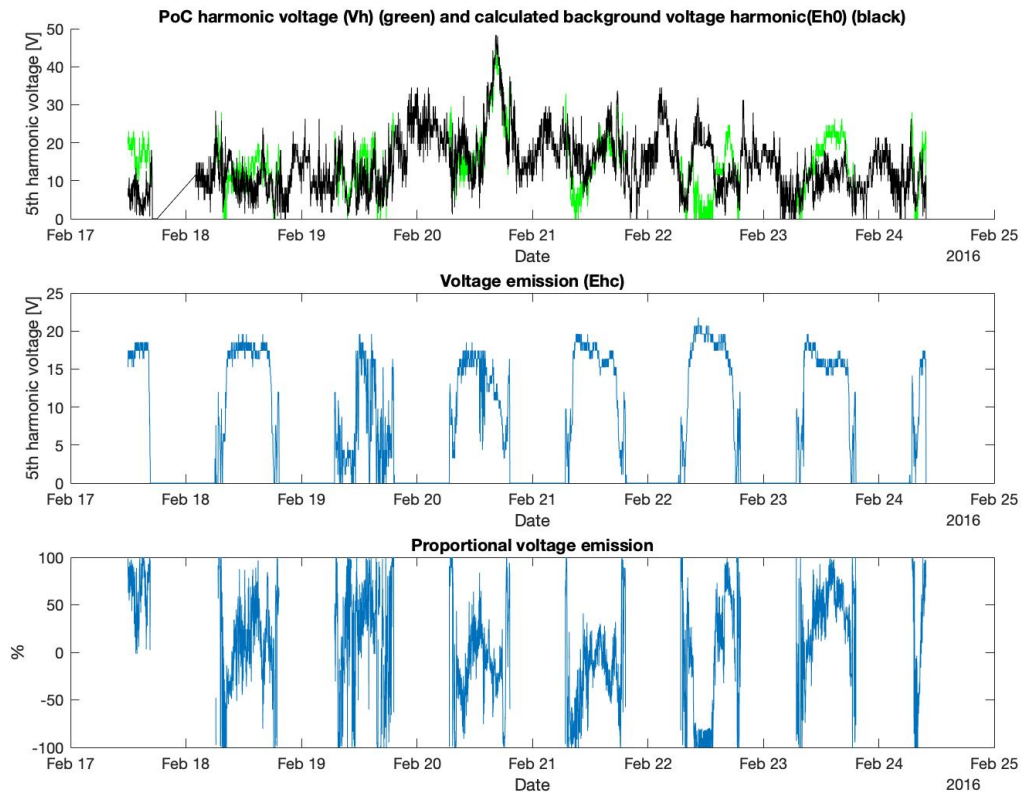 PoC harmonic voltage (Vh) (green) and calculated background voltage harmonic(Eh0) (black)
5th harmonic voltage [V]
50
40
30
20
10
0
Feb 17 Feb 18 Feb 19 Feb 20 Feb 21 Feb 22 Feb 23 Feb 24 Feb 25
Date
2016
Voltage emission (Ehc)
5th harmonic voltage [V]
25
20
15
10
5
0
Feb 17 Feb 18 Feb 19 Feb 20 Feb 21 Feb 22 Feb 23 Feb 24 Feb 25
Date
2016
Proportional voltage emission
%
100
50
0
-50
-100
Feb 17 Feb 18 Feb 19 Feb 20 Feb 21 Feb 22 Feb 23 Feb 24 Feb 25
Date
2016